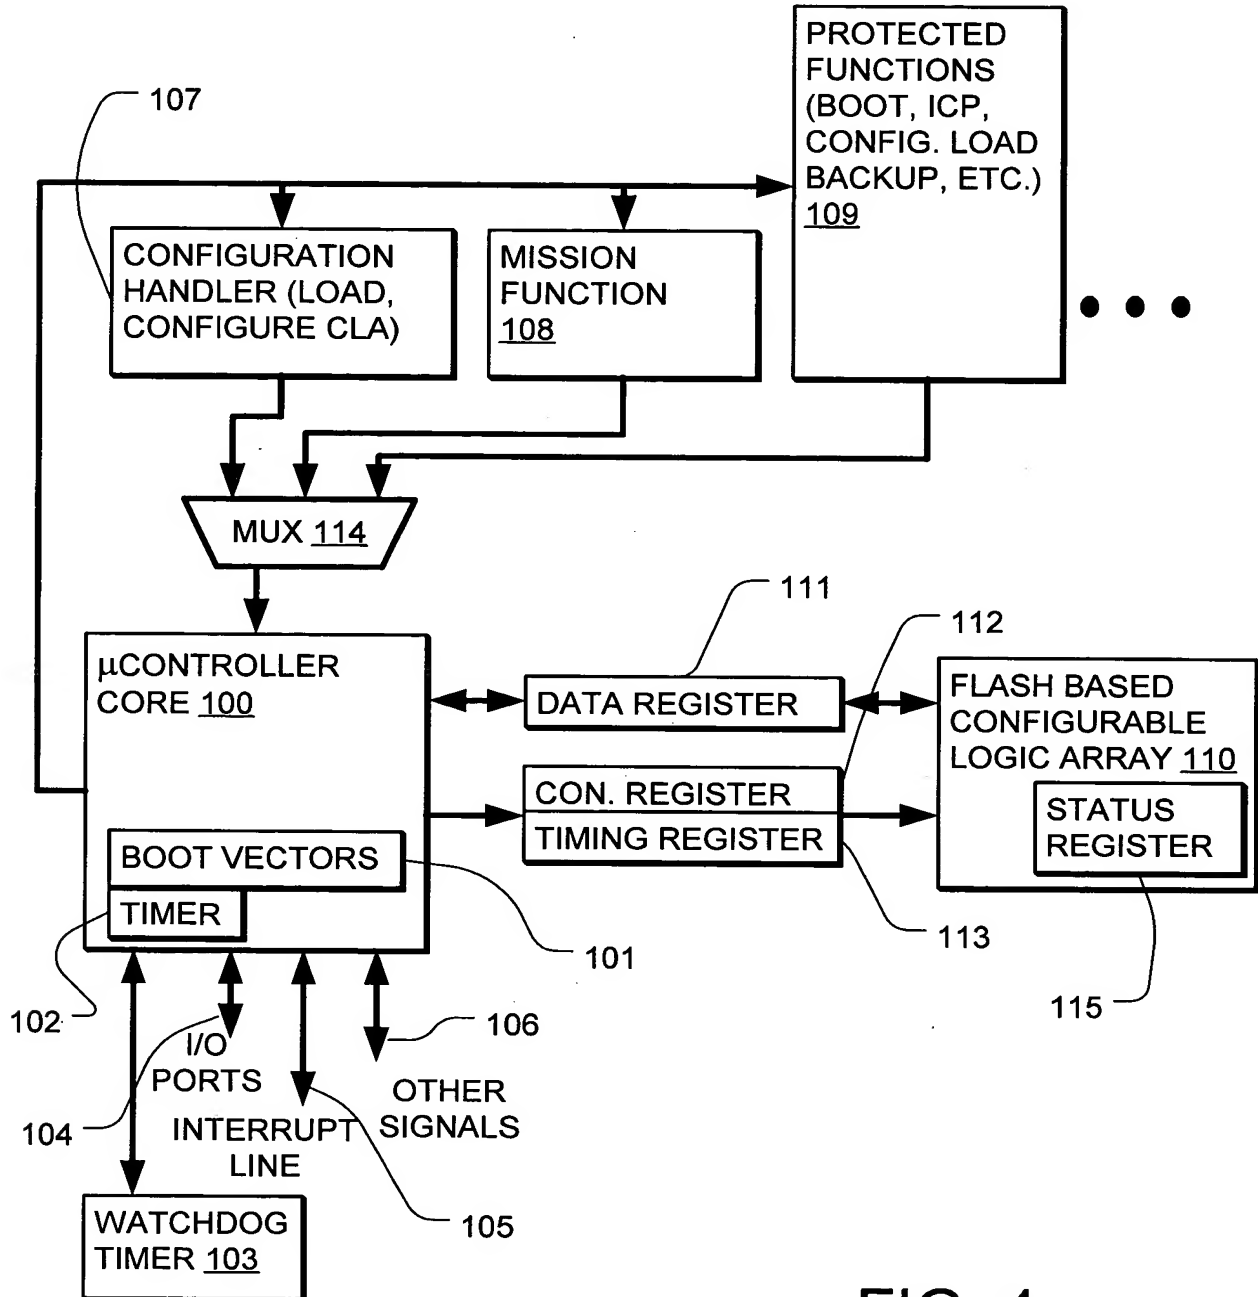 PROTECTED
FUNCTIONS
(BOOT, ICP,
CONFIG. LOAD
BACKUP, ETC.)
109
107
CONFIGURATION
HANDLER (LOAD,
CONFIGURE CLA)
MISSION
FUNCTION
108
MUX 114
111
112
µCONTROLLER
CORE 100
DATA REGISTER
FLASH BASED
CONFIGURABLE
LOGIC ARRAY 110
CON. REGISTER
TIMING REGISTER
STATUS
REGISTER
BOOT VECTORS
TIMER
101
113
115
102
106
I/O
PORTS
OTHER
SIGNALS
104
INTERRUPT
LINE
105
WATCHDOG
TIMER 103